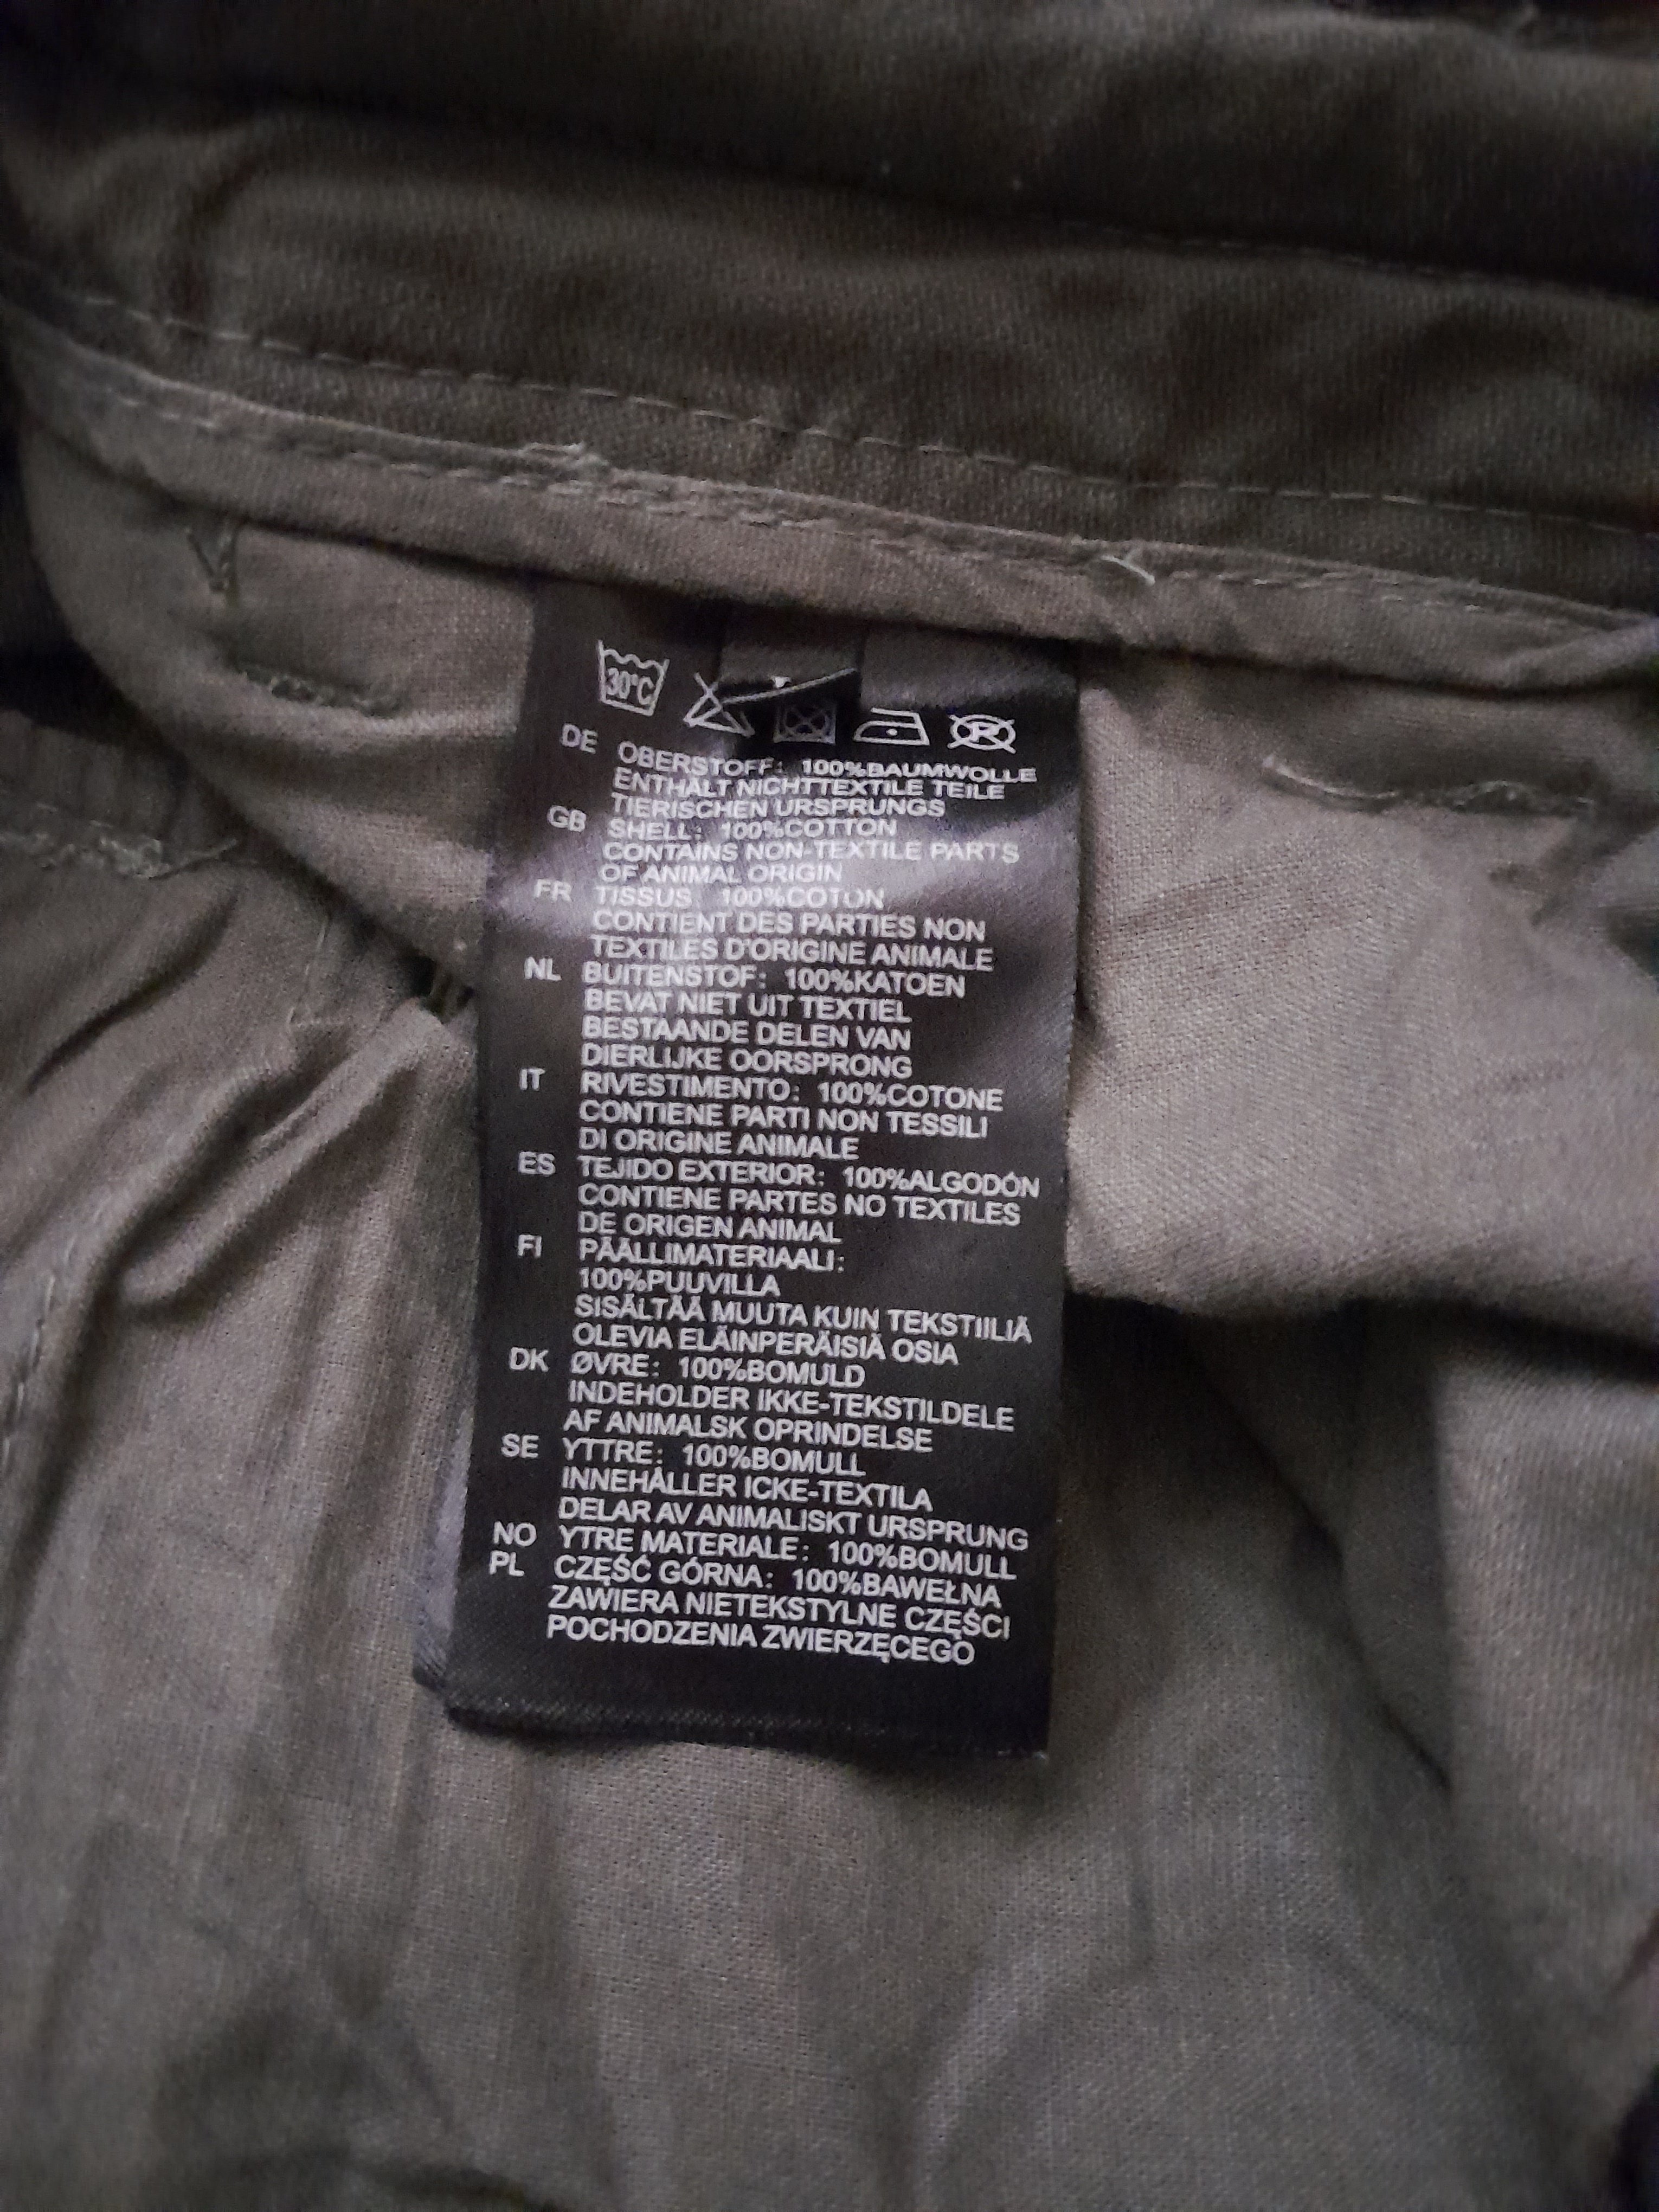 30°C
DE OBERSTOFF: 100%BAUMWOLLE
ENTHÄLT NICHTTEXTILE TEILE
TIERISCHEN URSPRUNGS
GB SHELL: 100%COTTON
CONTAINS NON-TEXTILE PARTS
OF ANIMAL ORIGIN
FR TISSUS: 100%COTON
CONTIENT DES PARTIES NON
TEXTILES D'ORIGINE ANIMALE
NL BUITENSTOF: 100%KATOEN
BEVAT NIET UIT TEXTIEL
BESTAANDE DELEN VAN
DIERLIJKE OORSPRONG
IT RIVESTIMENTO: 100%COTONE
CONTIENE PARTI NON TESSILI
DI ORIGINE ANIMALE
ES TEJIDO EXTERIOR: 100%ALGODÓN
CONTIENE PARTES NO TEXTILES
DE ORIGEN ANIMAL
FI PÄÄLLIMATERIAALI:
100%PUUVILLA
SISÄLTÄÄ MUUTA KUIN TEKSTIILIÄ
OLEVIA ELÄINPERÄISIÄ OSIA
DK ØVRE: 100%BOMULD
INDEHOLDER IKKE-TEKSTILDELE
AF ANIMALSK OPRINDELSE
SE YTTRE: 100%BOMULL
INNEHÅLLER ICKE-TEXTILA
DELAR AV ANIMALISKT URSPRUNG
NO YTRE MATERIALE: 100%BOMULL
PL CZĘŚĆ GÓRNA: 100%BAWEŁNA
ZAWIERA NIETEKSTYLNE CZĘŚCI
POCHODZENIA ZWIERZĘCEGO